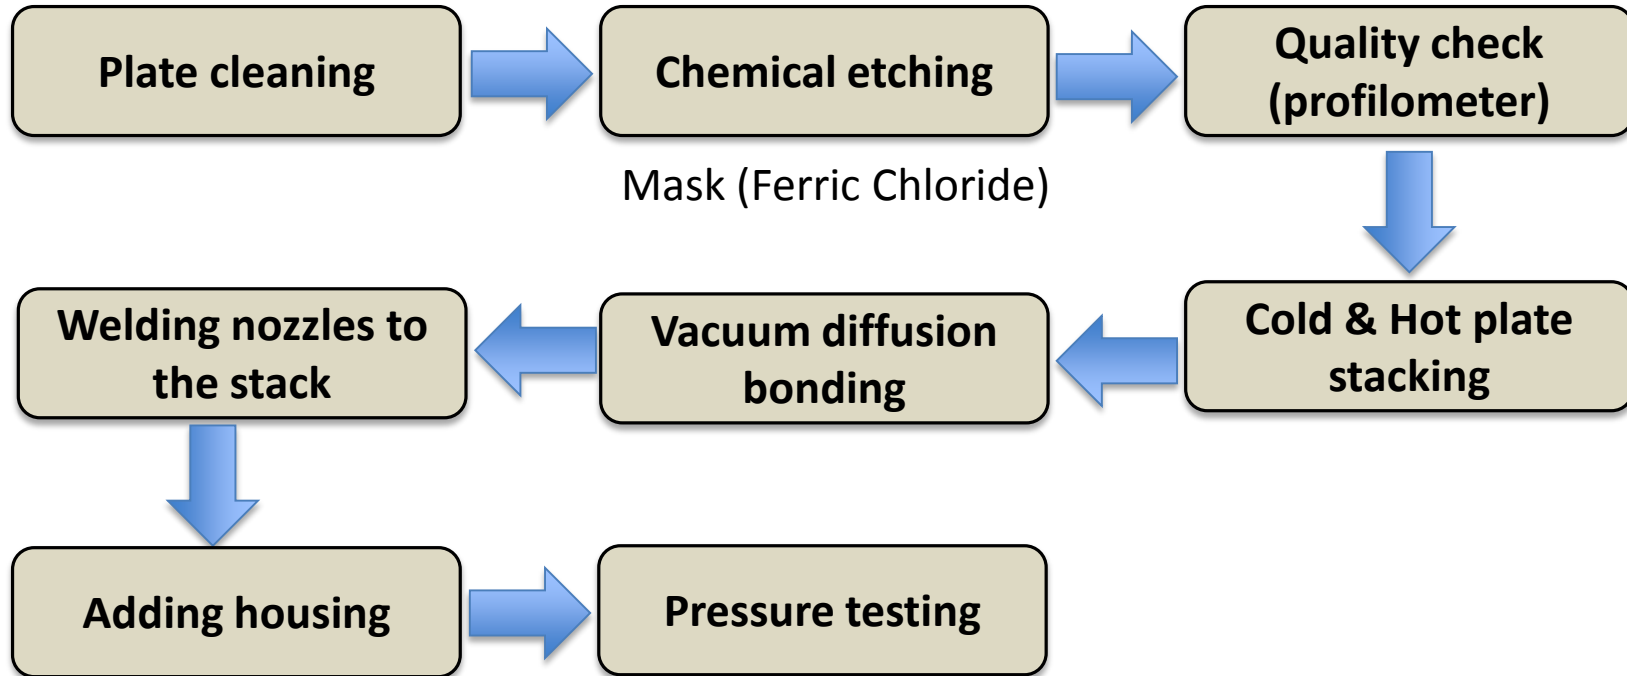 Plate cleaning
Chemical etching
Quality check
(profilometer)
Mask (Ferric Chloride)
Cold & Hot plate
stacking
Vacuum diffusion
bonding
Welding nozzles to
the stack
Adding housing
Pressure testing